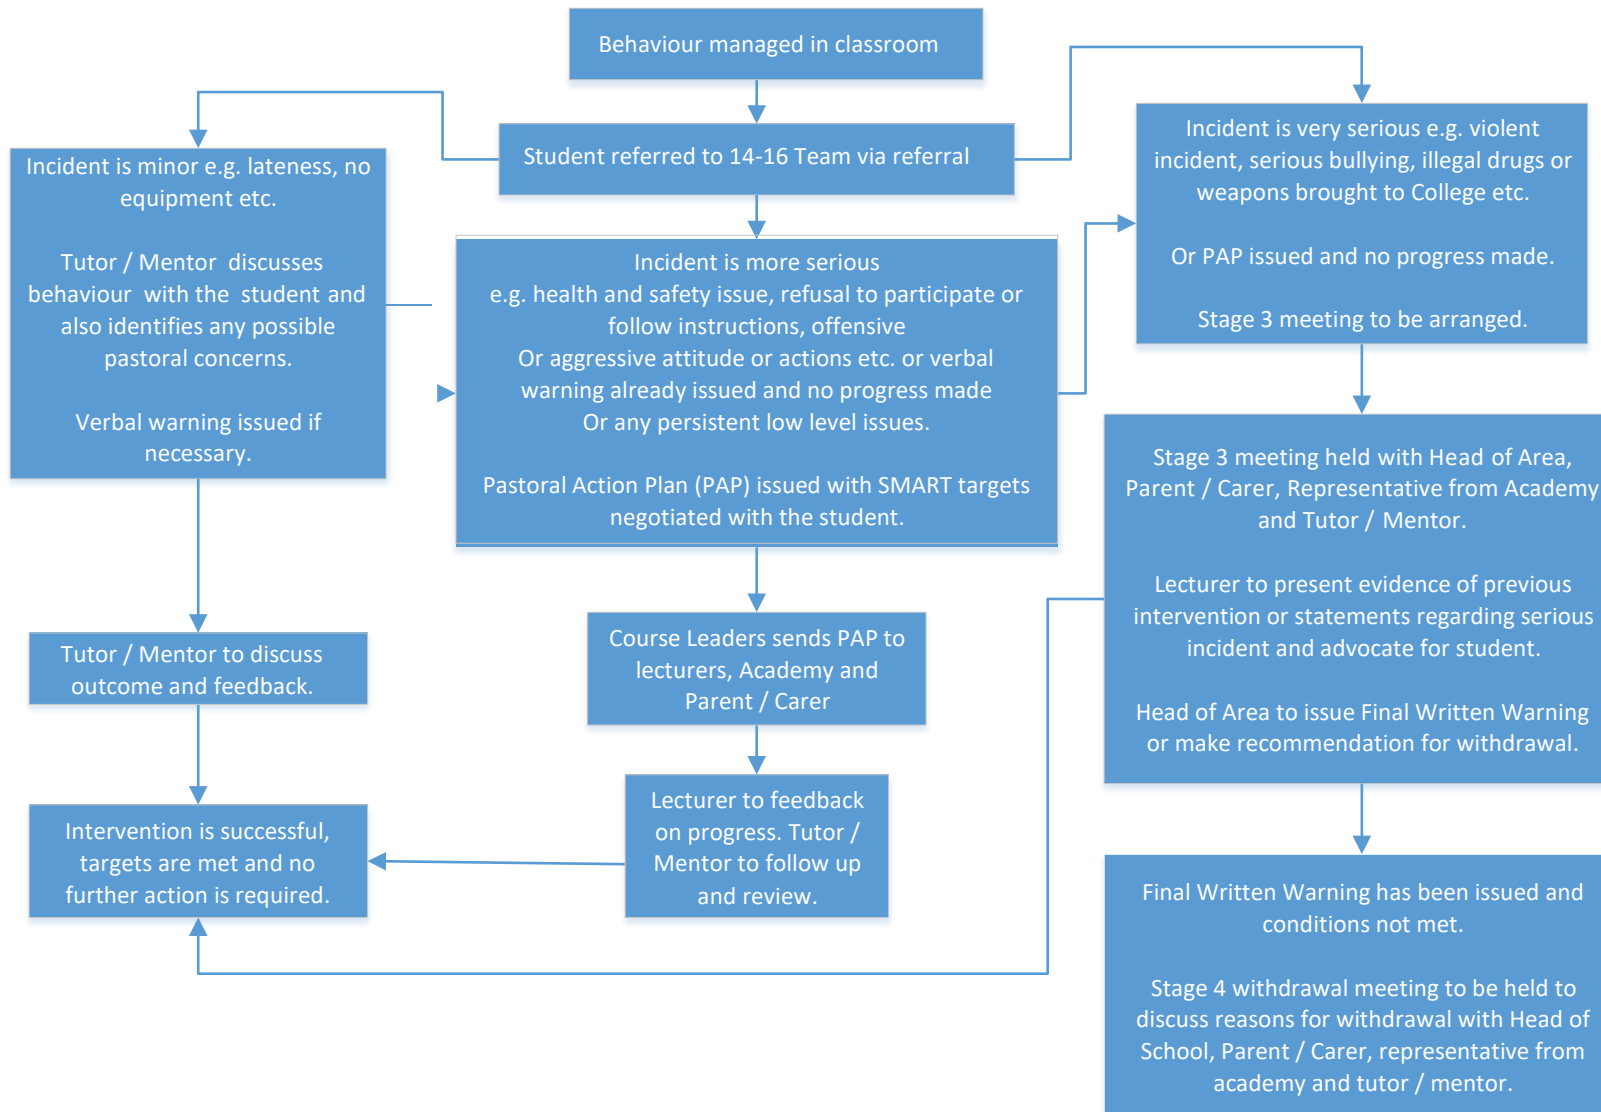 Behaviour managed in classroom
Student referred to 14-16 Team via referral
Incident is minor e.g. lateness, no
equipment etc.
Tutor / Mentor discusses
behaviour with the student and
also identifies any possible
pastoral concerns.
Verbal warning issued if
necessary.
Incident is more serious
e.g. health and safety issue, refusal to participate or
follow instructions, offensive
Or aggressive attitude or actions etc. or verbal
warning already issued and no progress made
Or any persistent low level issues.
Pastoral Action Plan (PAP) issued with SMART targets
negotiated with the student.
Incident is very serious e.g. violent
incident, serious bullying, illegal drugs or
weapons brought to College etc.
Or PAP issued and no progress made.
Stage 3 meeting to be arranged.
Tutor / Mentor to discuss
outcome and feedback.
Course Leaders sends PAP to
lecturers, Academy and
Parent / Carer
Stage 3 meeting held with Head of Area,
Parent / Carer, Representative from Academy
and Tutor / Mentor.
Lecturer to present evidence of previous
intervention or statements regarding serious
incident and advocate for student.
Head of Area to issue Final Written Warning
or make recommendation for withdrawal.
Intervention is successful,
targets are met and no
further action is required.
Lecturer to feedback
on progress. Tutor /
Mentor to follow up
and review.
Final Written Warning has been issued and
conditions not met.
Stage 4 withdrawal meeting to be held to
discuss reasons for withdrawal with Head of
School, Parent / Carer, representative from
academy and tutor / mentor.